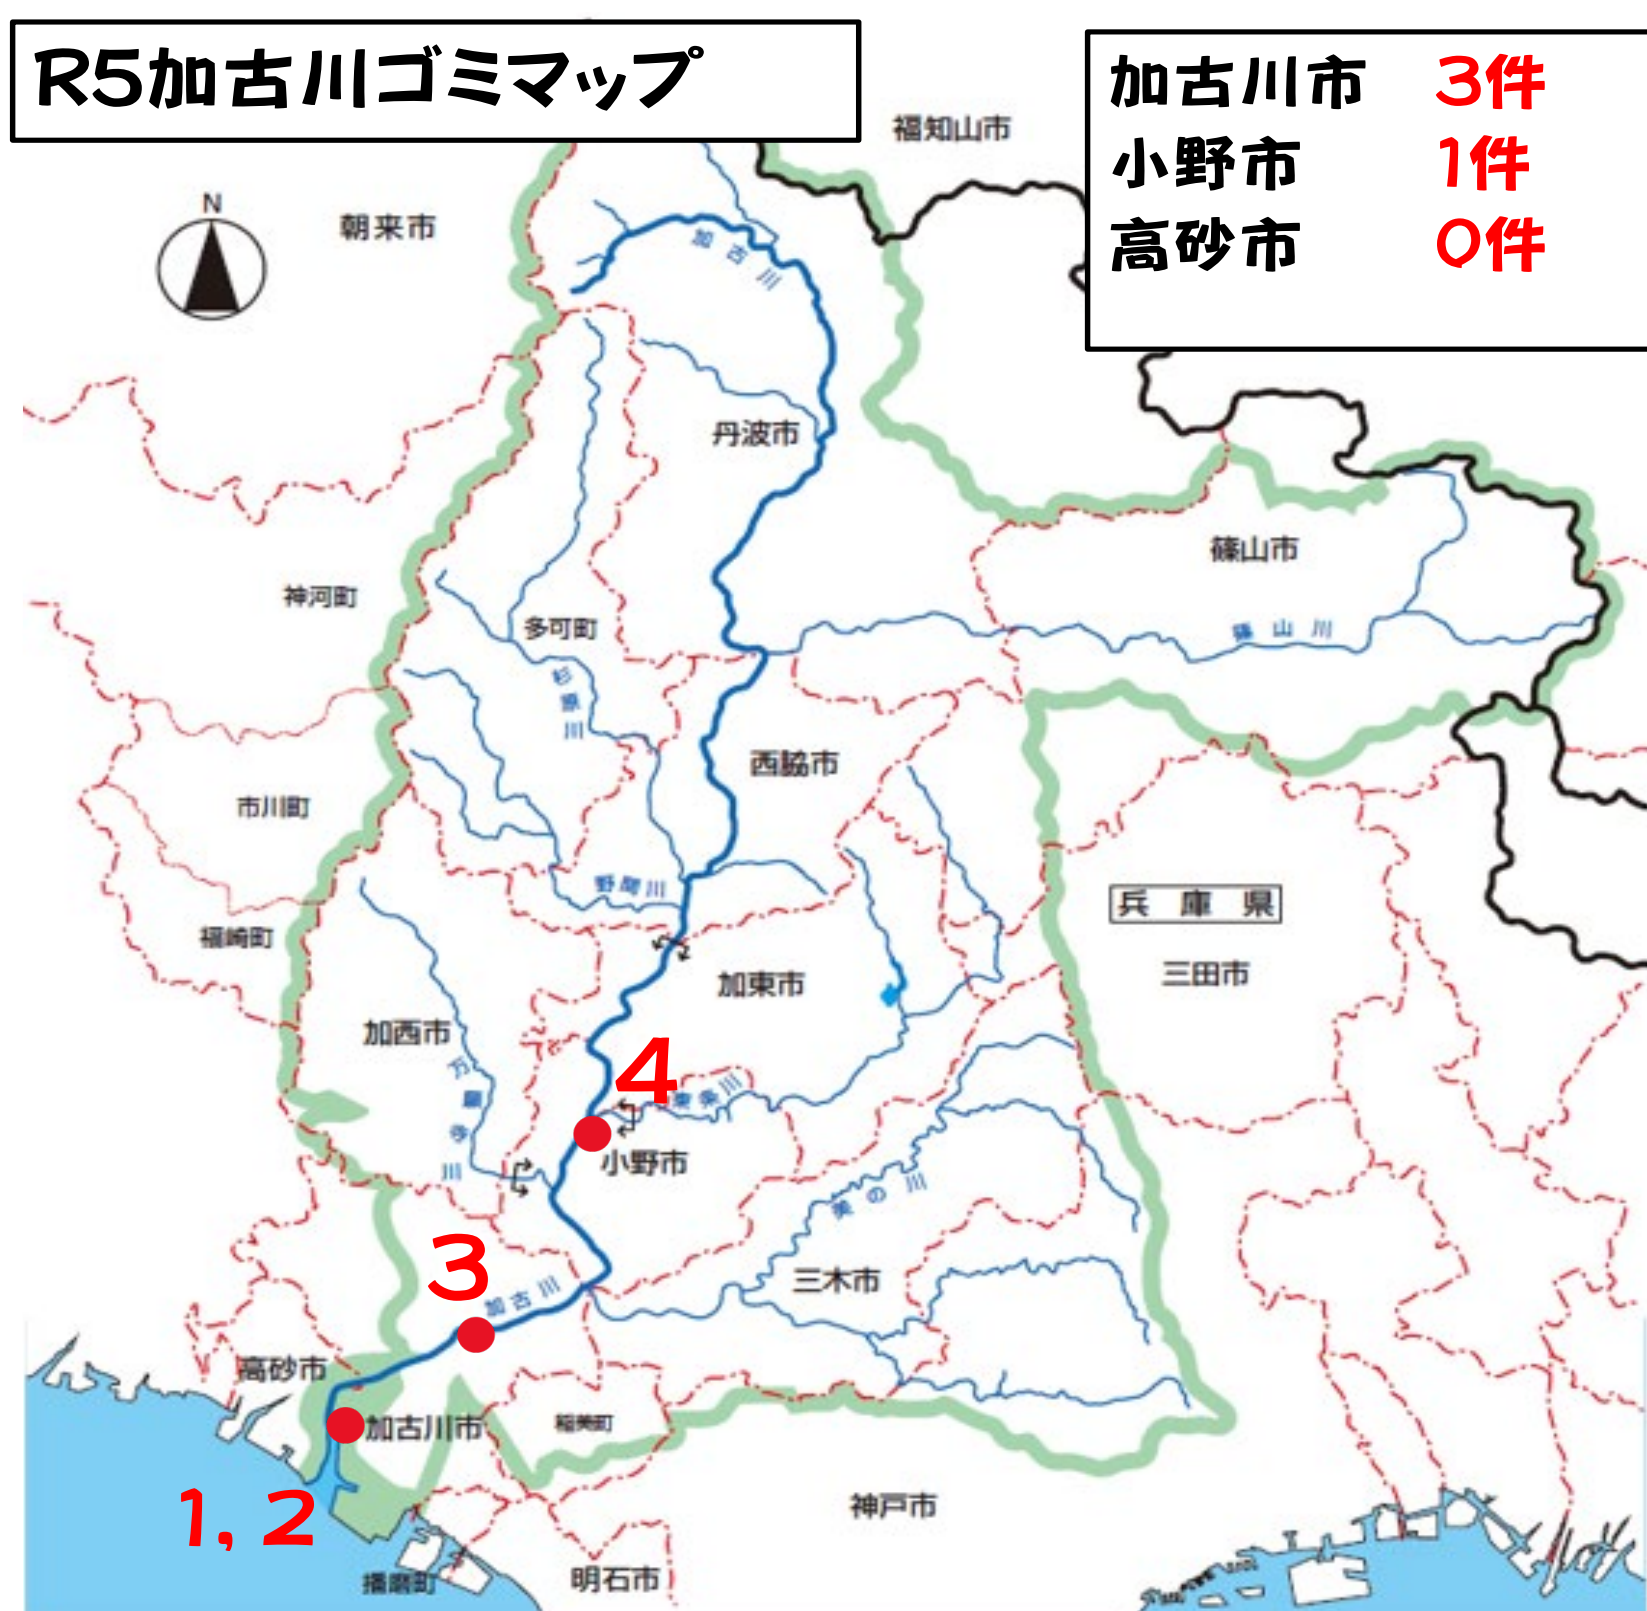 R5加古川ゴミマップ
加古川市 3件
小野市 1件
高砂市 0件
福知山市
N
朝来市
加古川
丹波市
篠山市
神河町
多可町
篠山川
杉原川
西脇市
市川町
野間川
兵庫県
福崎町
三田市
加東市
加西市
万願寺川
4
東条川
小野市
美の川
3
加古川
三木市
高砂市
加古川市
稲美町
1,2
神戸市
播磨町
明石市